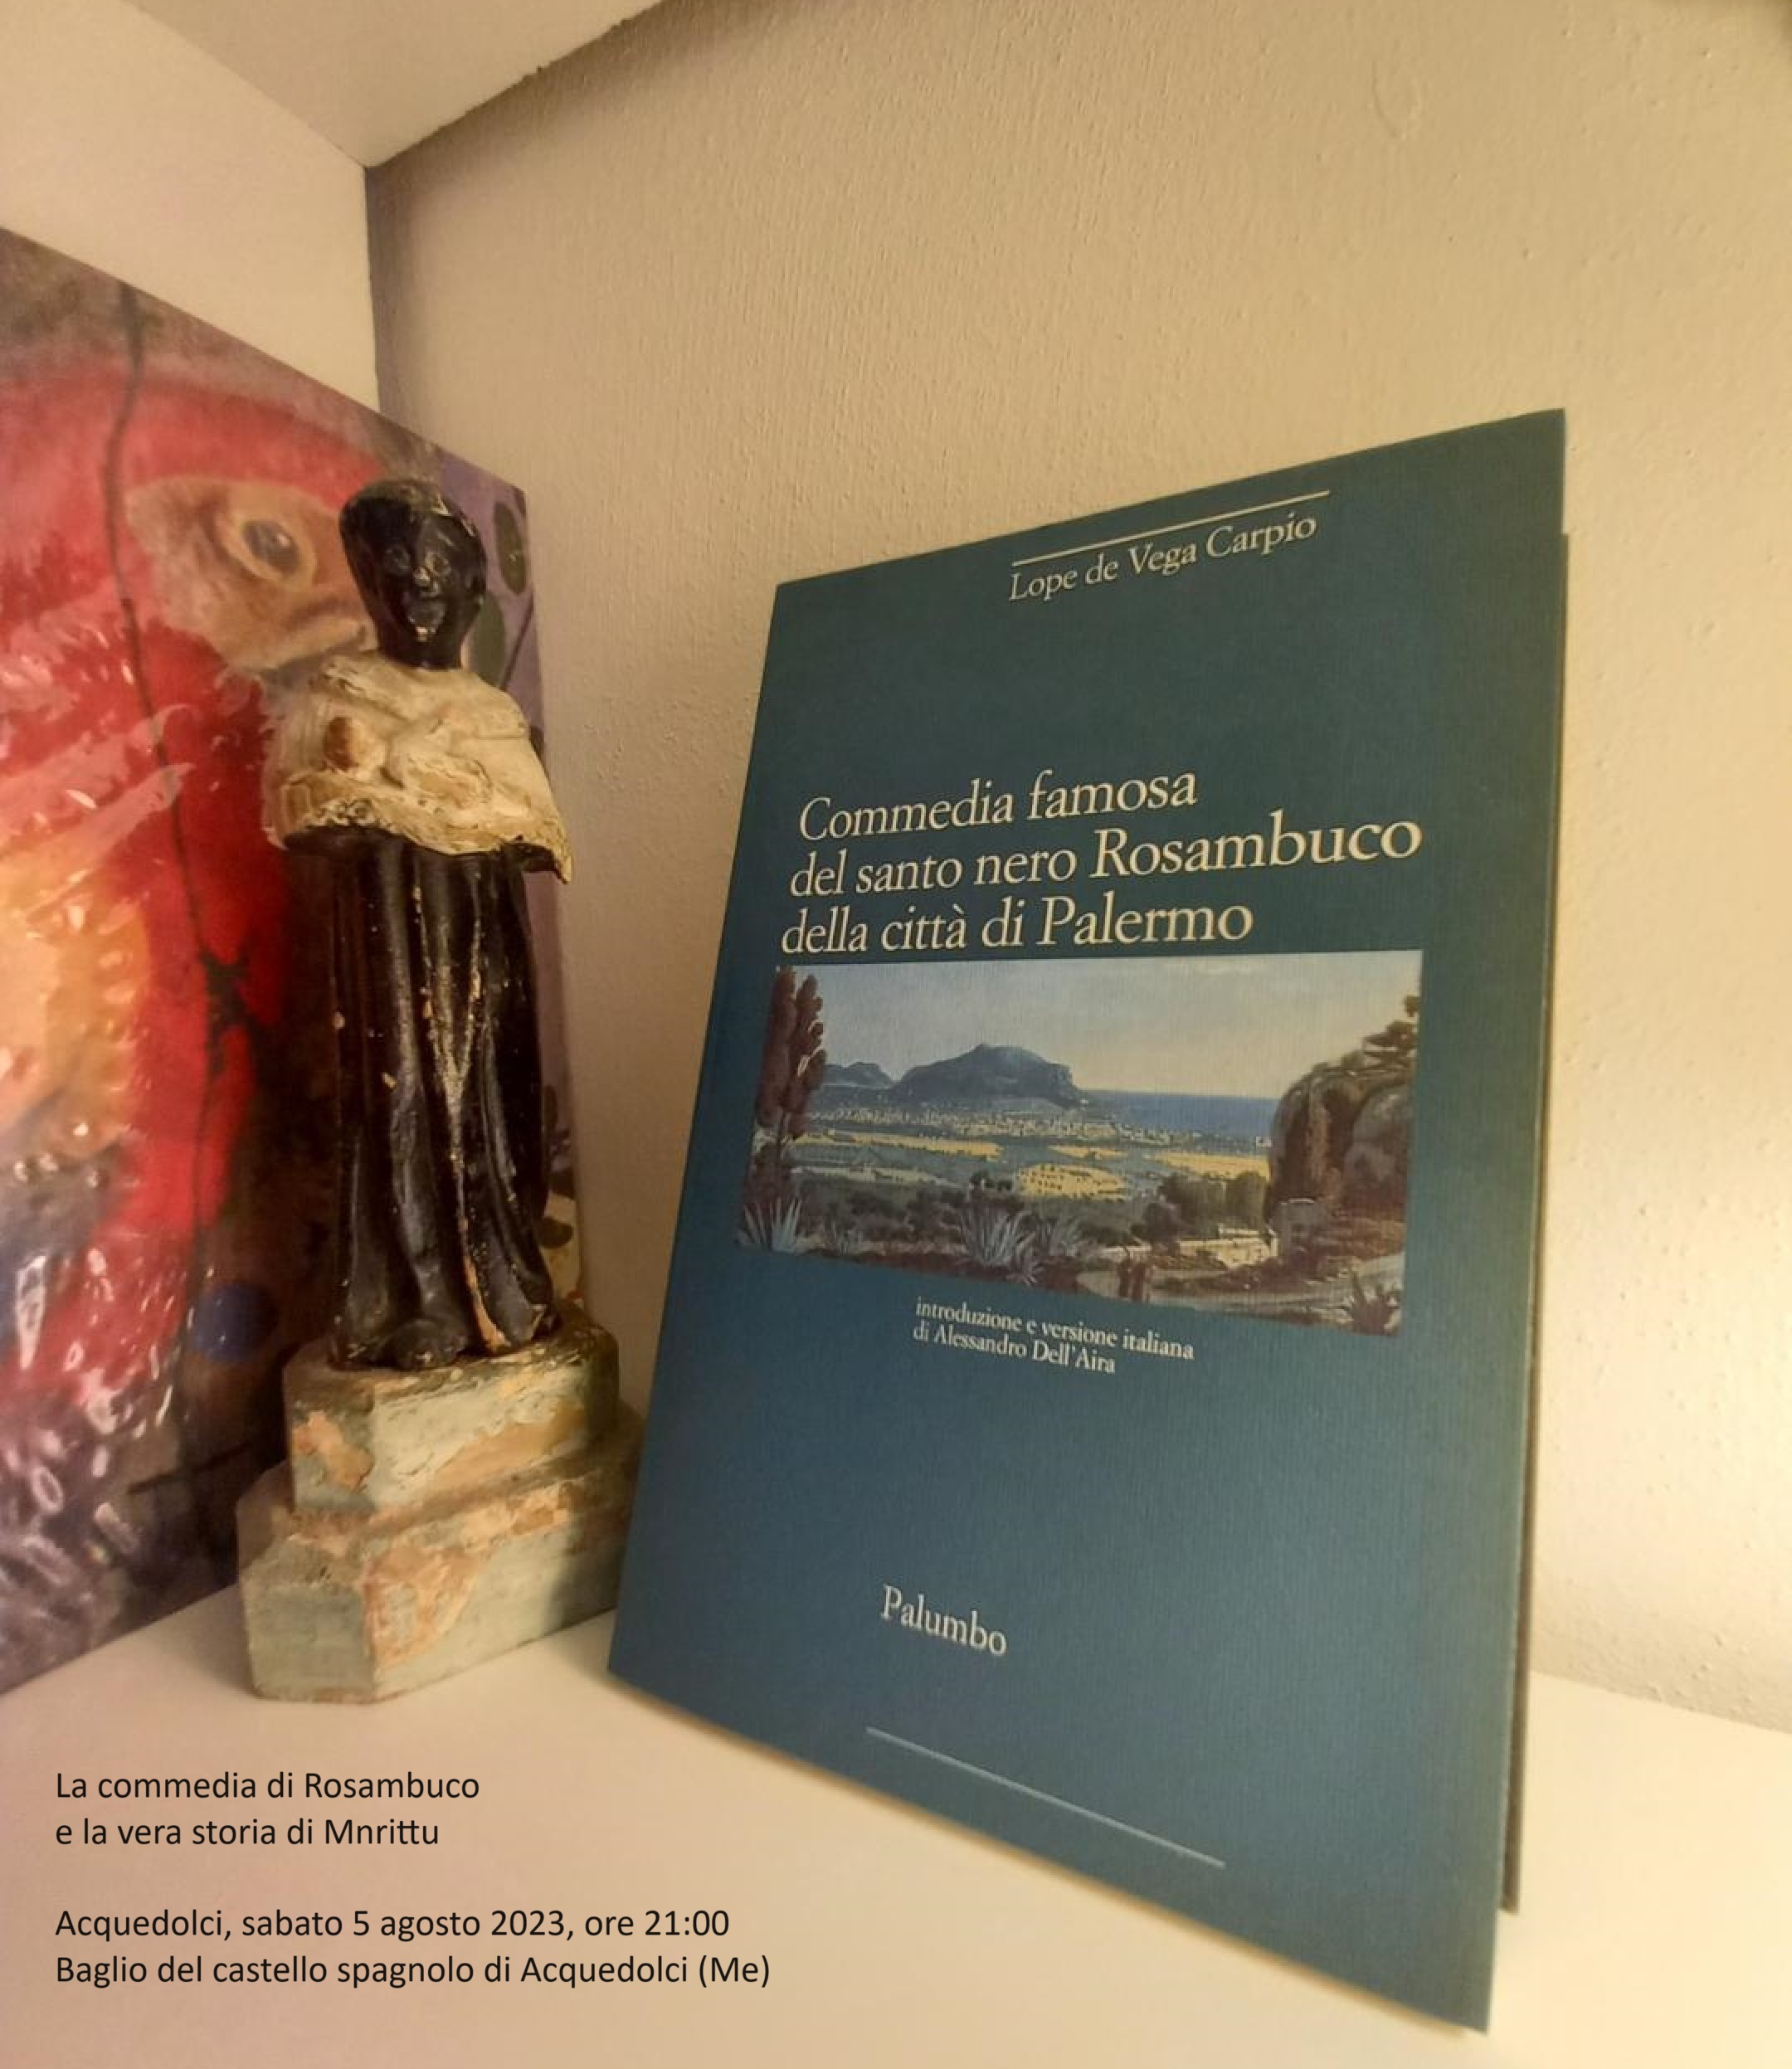 Lope de Vega Carpio
Commedia famosa
del santo nero Rosambuco
della città di Palermo
introduzione e versione italiana
di Alessandro Dell'Aira
Palumbo
La commedia di Rosambuco
e la vera storia di Mnrittu
Acquedolci, sabato 5 agosto 2023, ore 21:00
Baglio del castello spagnolo di Acquedolci (Me)